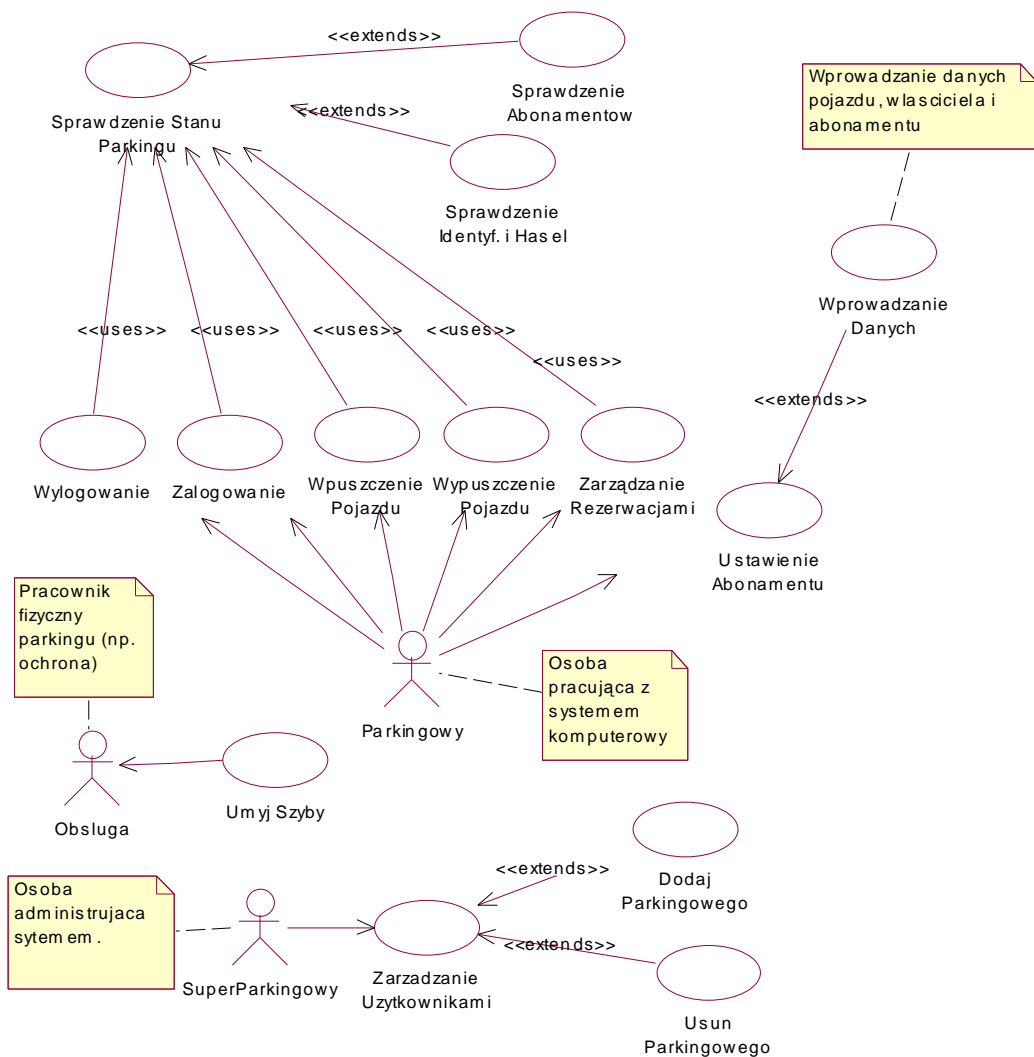 <<extends>>
Sprawdzenie Stanu
Parkingu
Sprawdzenie
Abonamentow
<<extends>>
Sprawdzenie
Identyf. i Hasel
Wprowadzanie danych
pojazdu, wlasciciela i
abonamentu
Wprowadzanie
Danych
<<uses>>
<<uses>>
<<uses>>
<<uses>>
<<uses>>
<<extends>>
Wylogowanie
Zalogowanie
Wpuszczenie
Pojazdu
Wypuszczenie
Pojazdu
Zarządzanie
Rezerwacjami
Ustawienie
Abonamentu
Pracownik
fizyczny
parkingu (np.
ochrona)
Parkingowy
Osoba
pracująca z
systemem
komputerowy
Obsluga
Umyj Szyby
<<extends>>
Dodaj
Parkingowego
Osoba
administrujaca
sytemem.
SuperParkingowy
Zarzadzanie
Uzytkownikami
<<extends>>
Usun
Parkingowego